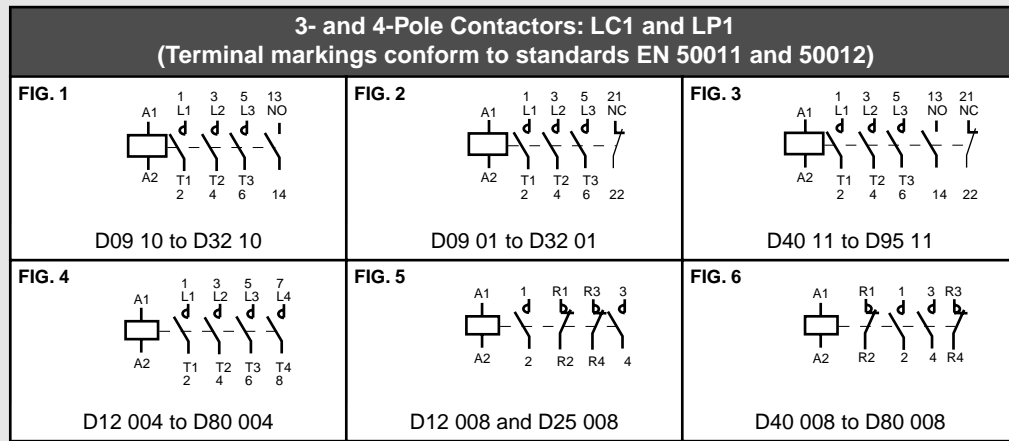 3- and 4-Pole Contactors: LC1 and LP1
(Terminal markings conform to standards EN 50011 and 50012)
FIG. 1
1 3 5 13
A1 L1 L2 L3 NO
A2 T1 T2 T3
2 4 6 14
D09 10 to D32 10
FIG. 2
1 3 5 21
A1 L1 L2 L3 NC
A2 T1 T2 T3
2 4 6 22
D09 01 to D32 01
FIG. 3
1 3 5 13 21
A1 L1 L2 L3 NO NC
A2 T1 T2 T3
2 4 6 14 22
D40 11 to D95 11
FIG. 4
1 3 5 7
A1 L1 L2 L3 L4
A2 T1 T2 T3 T4
2 4 6 8
D12 004 to D80 004
FIG. 5
A1 1 R1 R3 3
A2 2 R2 R4 4
D12 008 and D25 008
FIG. 6
A1 R1 1 3 R3
A2 R2 2 4 R4
D40 008 to D80 008